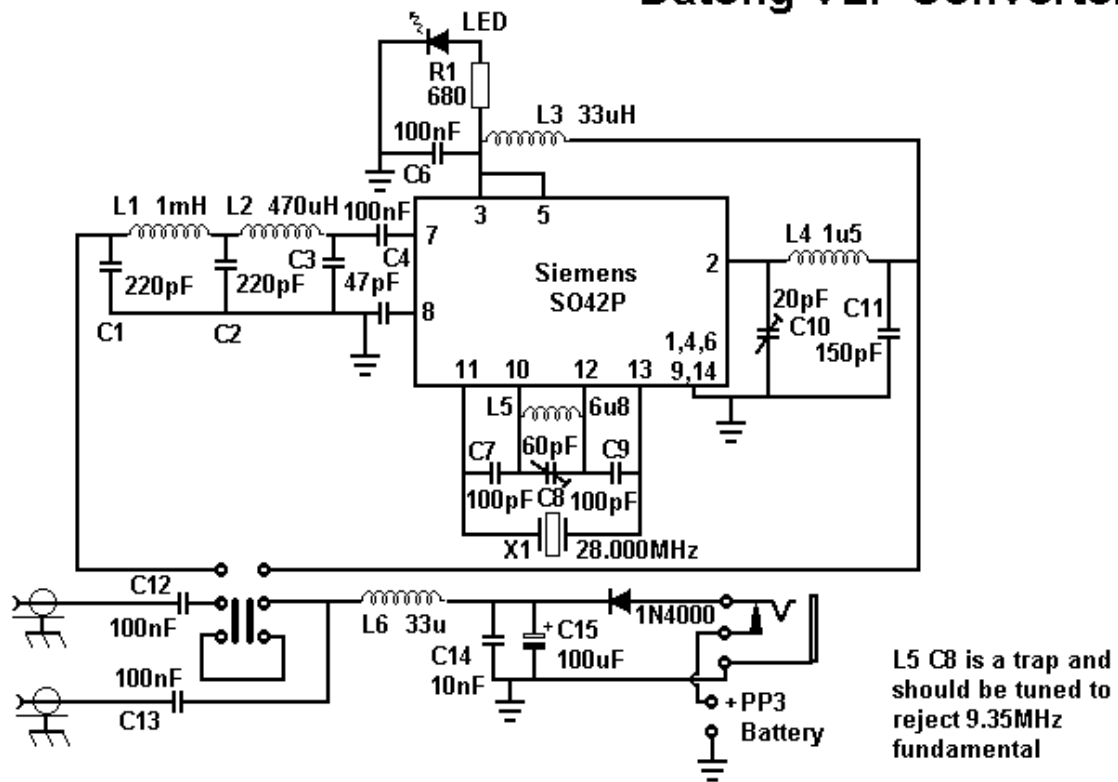 LED
R1
680
L3 33uH
100nF
C6
3
5
L1 1mH
L2 470uH
100nF
7
C4
C3
2
L4 1u5
220pF
220pF
47pF
Siemens
SO42P
20pF
C11
C10
8
C1
C2
1,4,6
150pF
11
10
12
13
9,14
L5
6u8
60pF
C7
C9
100pF
C8
100pF
X1
28.000MHz
C12
100nF
1N4000
L6 33u
+
C15
C14
100uF
10nF
100nF
C13
+PP3
Battery
L5 C8 is a trap and
should be tuned to
reject 9.35MHz
fundamental